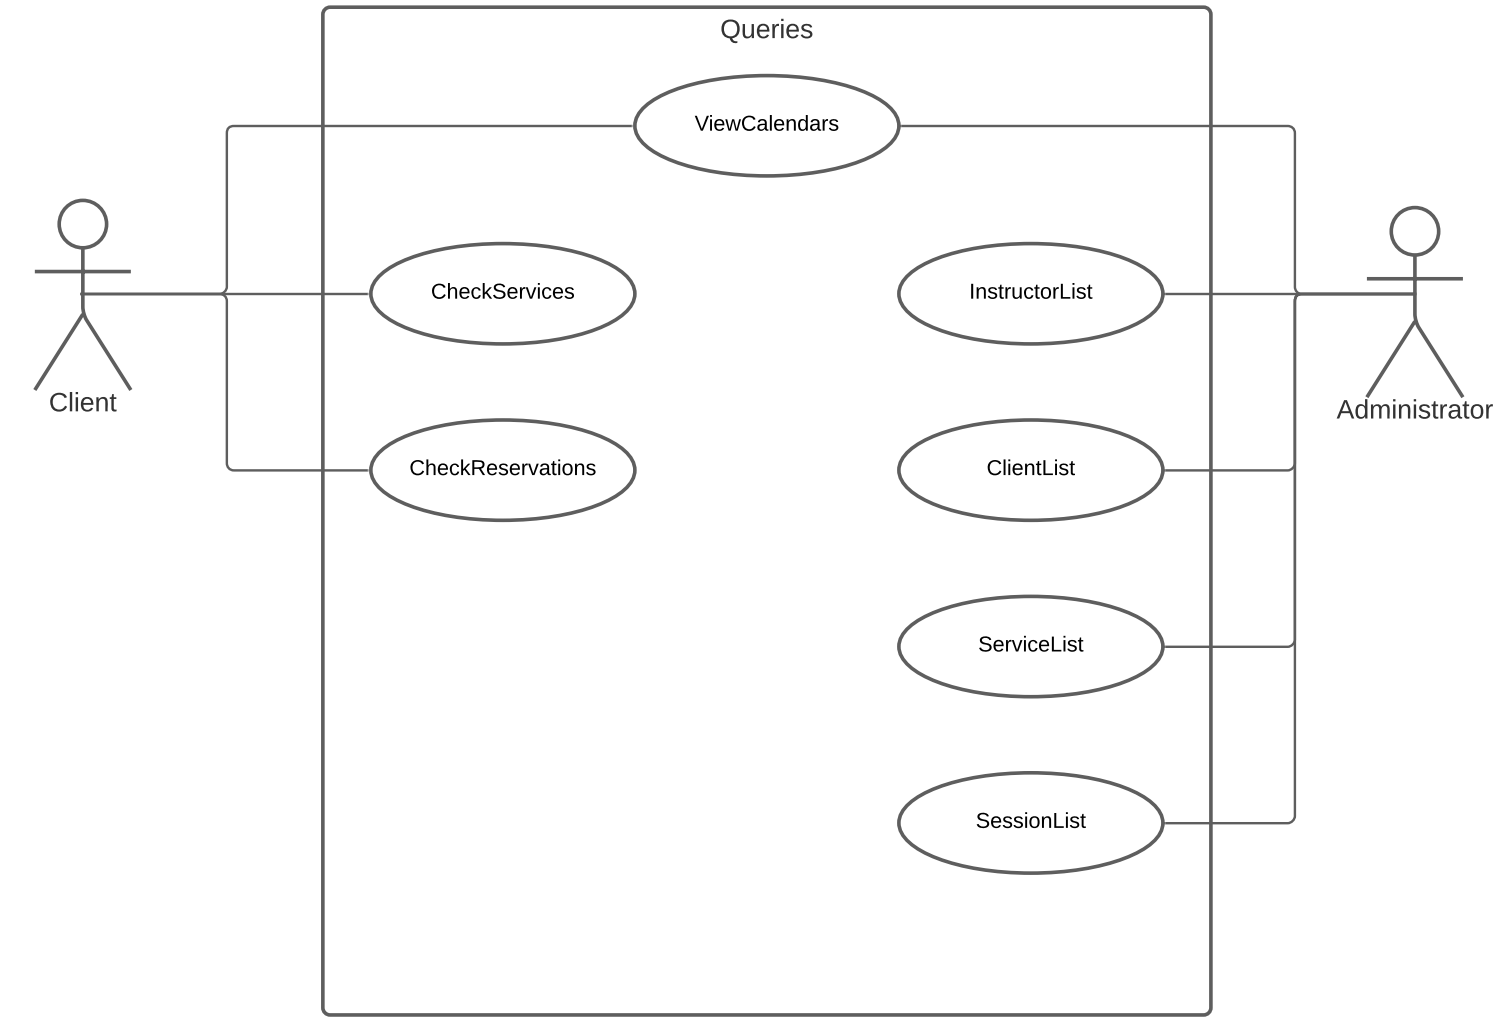 Queries
ViewCalendars
CheckServices
InstructorList
Client
Administrator
CheckReservations
ClientList
ServiceList
SessionList